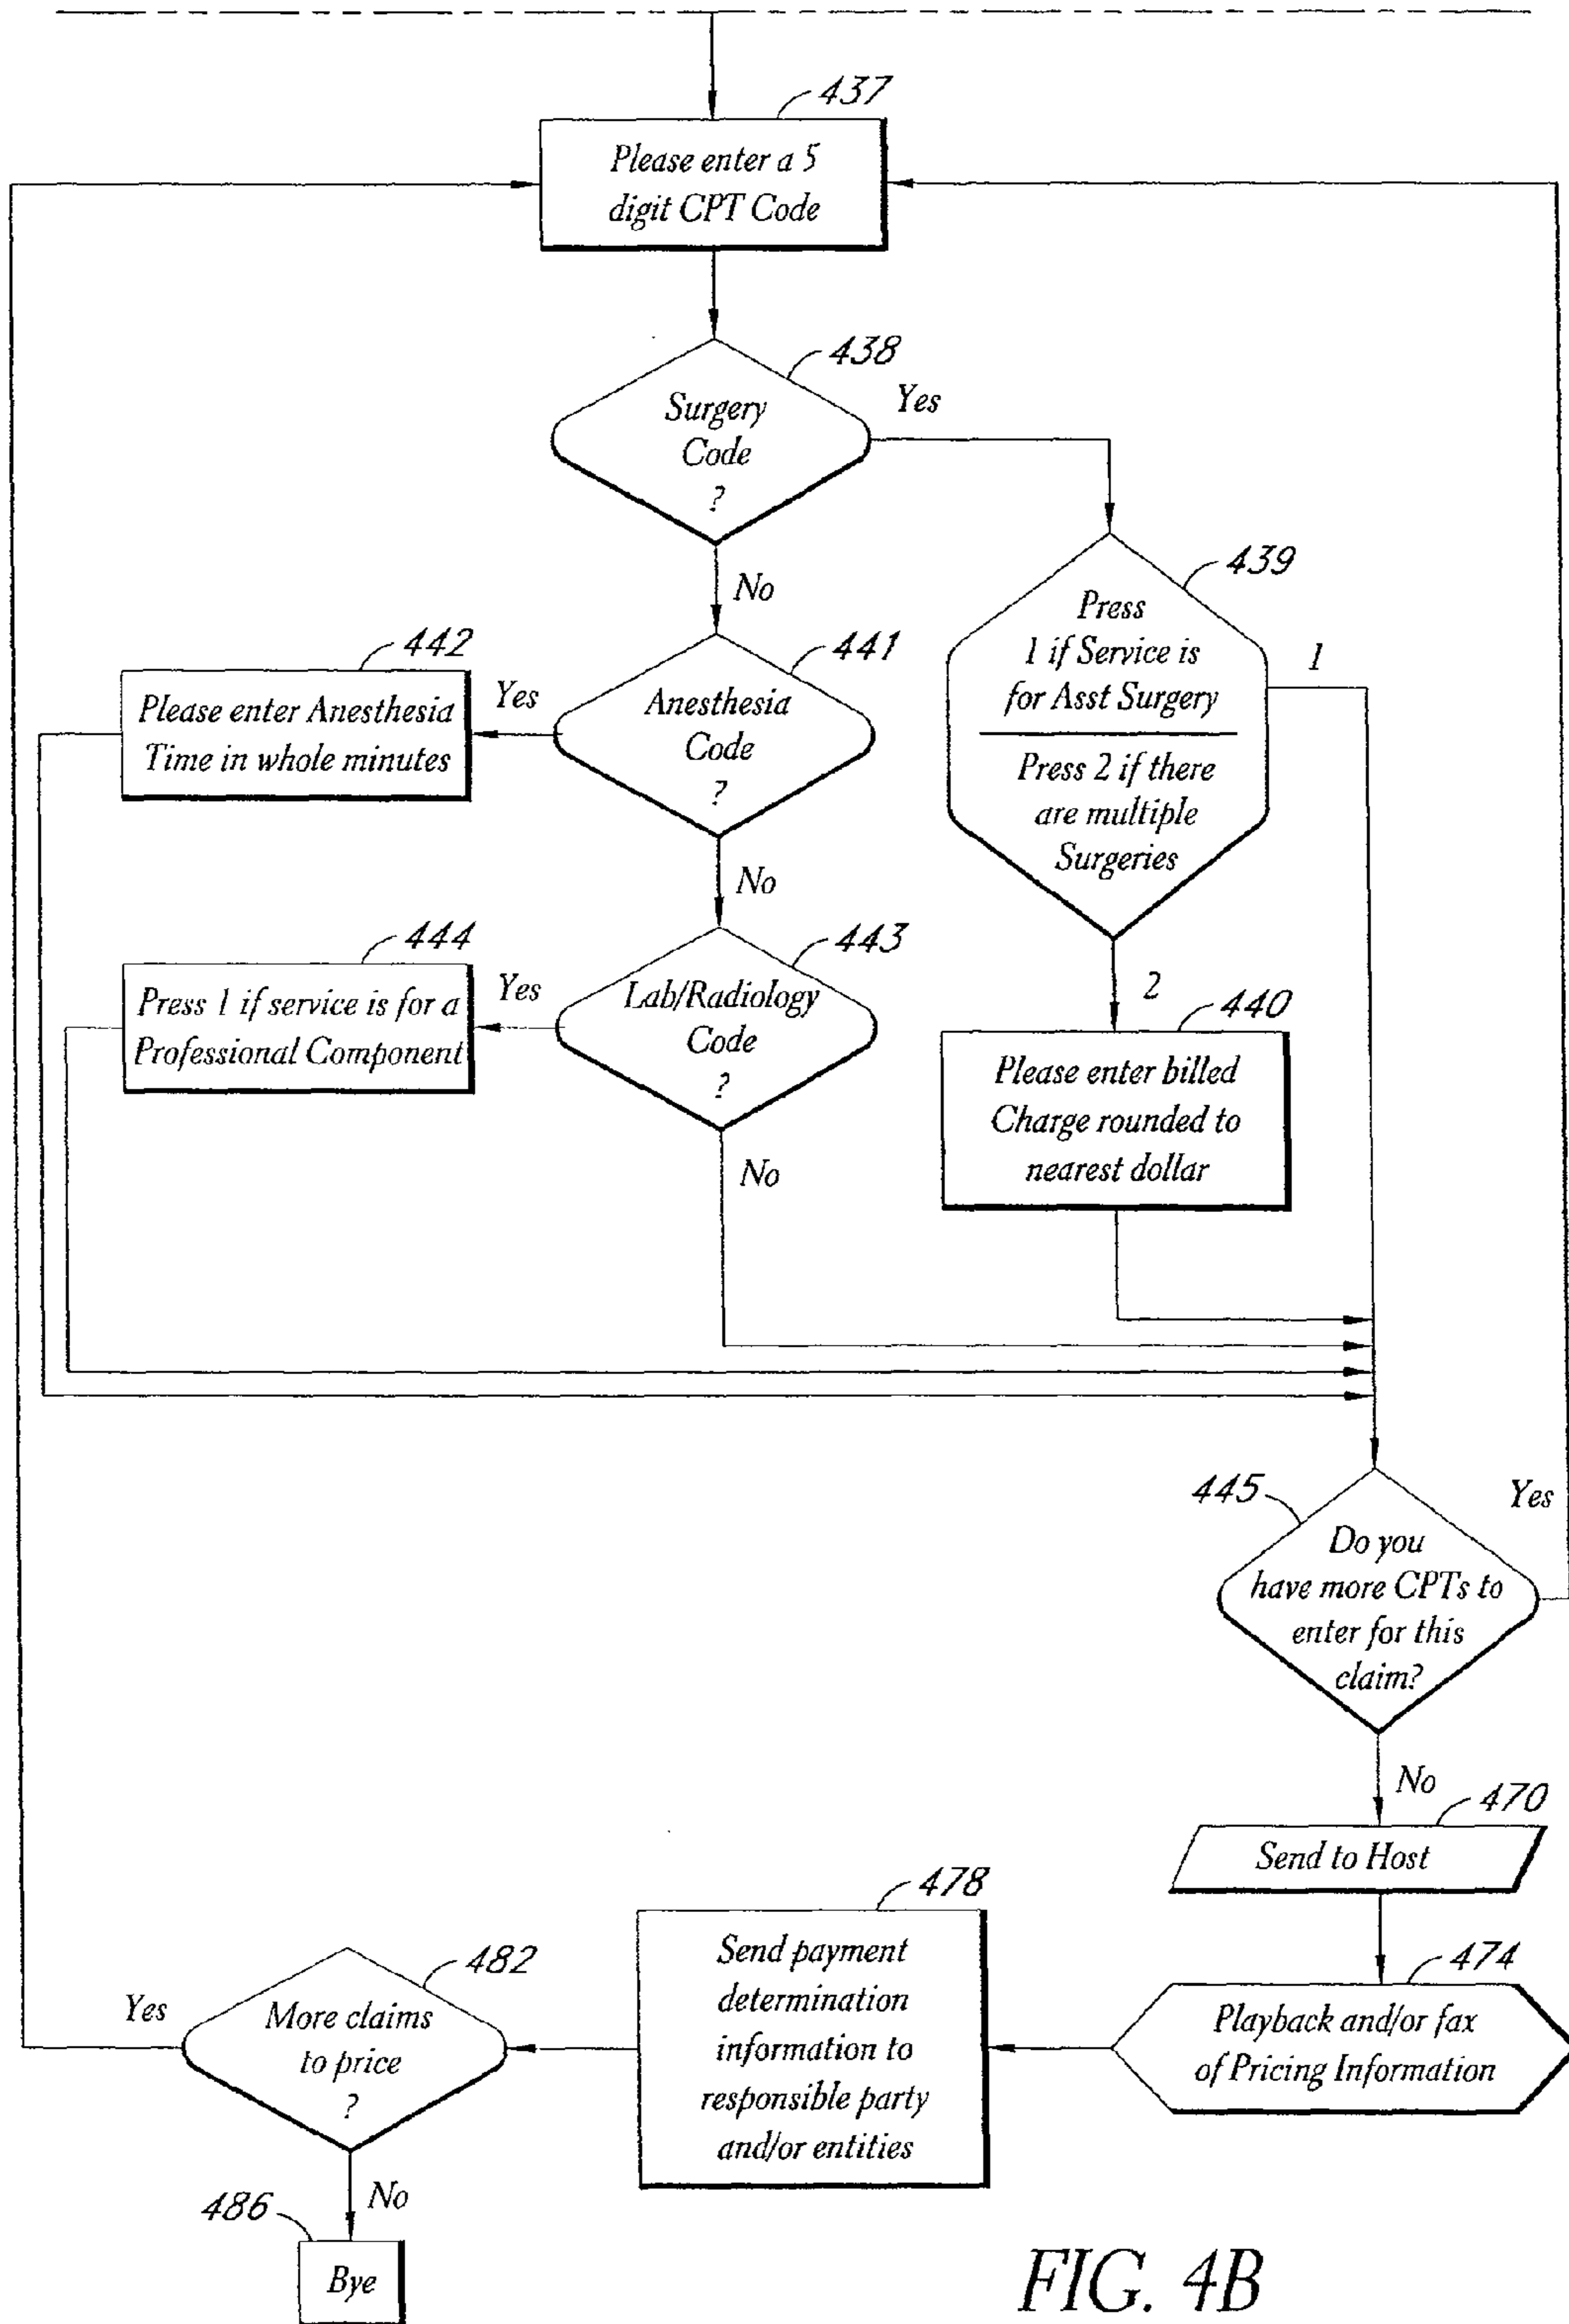 437
Please enter a 5
digit CPT Code
438
Surgery
Code
?
Yes
No
439
Press
1 if Service is
for Asst Surgery
Press 2 if there
are multiple
Surgeries
1
2
442
Please enter Anesthesia
Time in whole minutes
Yes
441
Anesthesia
Code
?
No
444
Press 1 if service is for a
Professional Component
Yes
443
Lab/Radiology
Code
?
No
440
Please enter billed
Charge rounded to
nearest dollar
445
Do you
have more CPTs to
enter for this
claim?
Yes
No
470
Send to Host
474
Playback and/or fax
of Pricing Information
478
Send payment
determination
information to
responsible party
and/or entities
482
More claims
to price
?
Yes
No
486
Bye
FIG. 4B